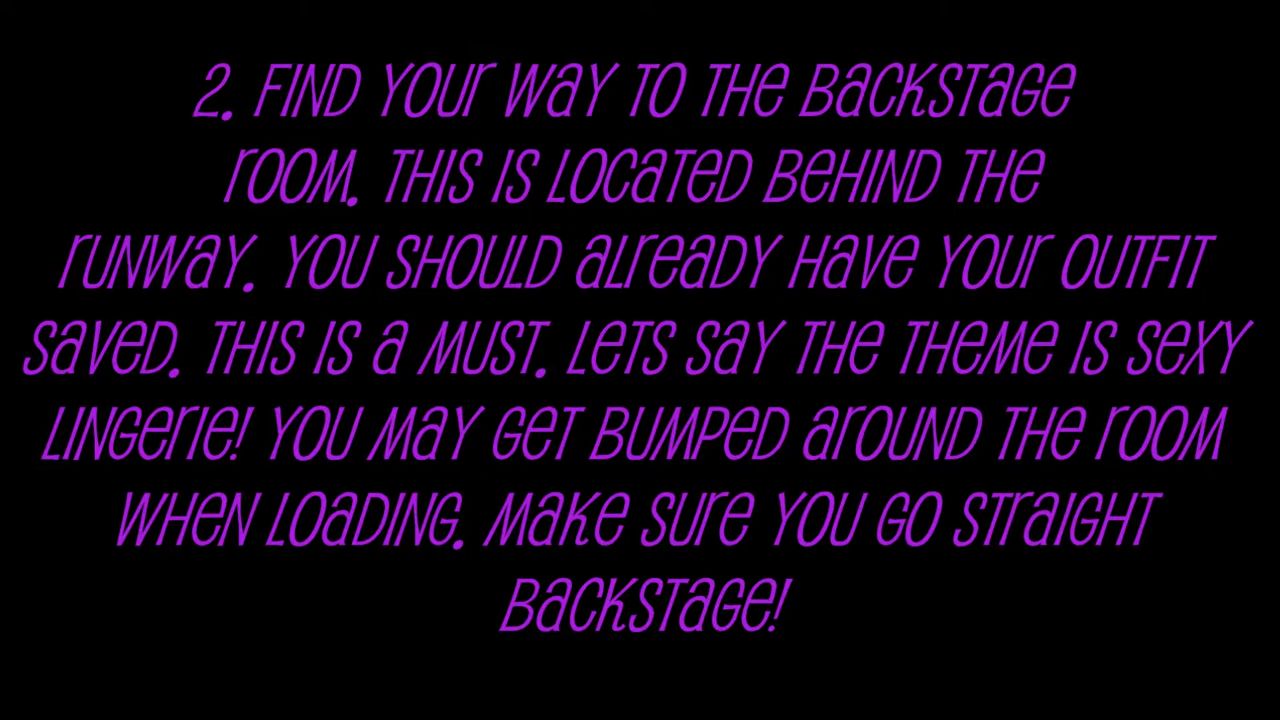 2. FIND YOUR WAY TO THE BACKSTAGE
ROOM. THIS IS LOCATED BEHIND THE
RUNWAY. YOU SHOULD ALREADY HAVE YOUR OUTFIT
SAVED. THIS IS A MUST. LETS SAY THE THEME IS SEXY
LINGERIE! YOU MAY GET BUMPED AROUND THE ROOM
WHEN LOADING. MAKE SURE YOU GO STRAIGHT
BACKSTAGE!